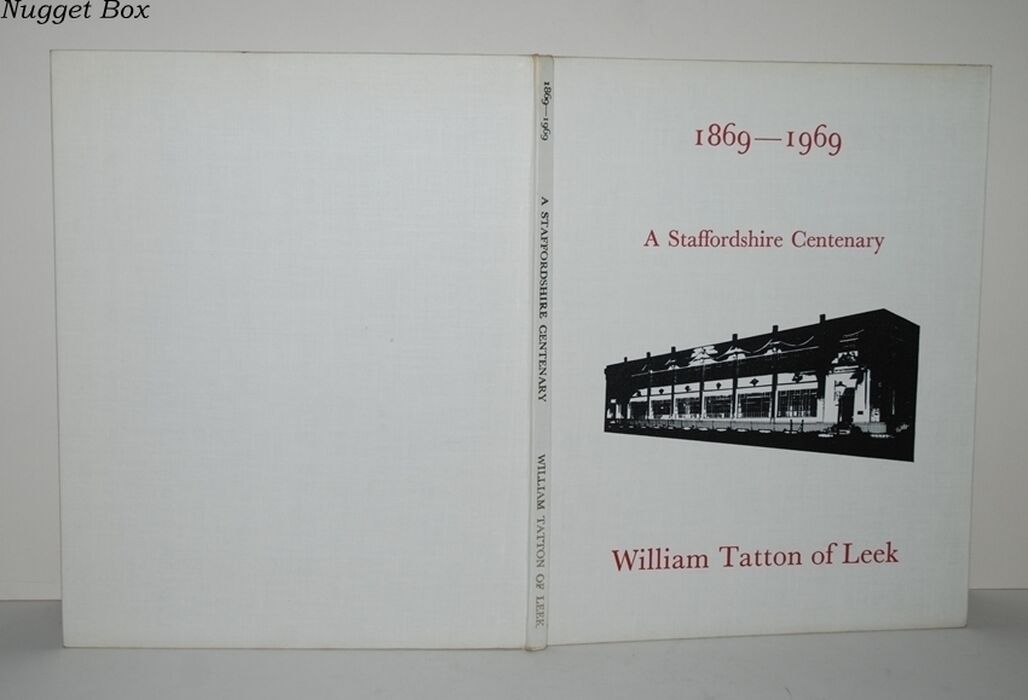 Nugget Box
1869—1969
A STAFFORDSHIRE CENTENARY
WILLIAM TATTON OF LEEK
1869—1969
A Staffordshire Centenary
William Tatton of Leek